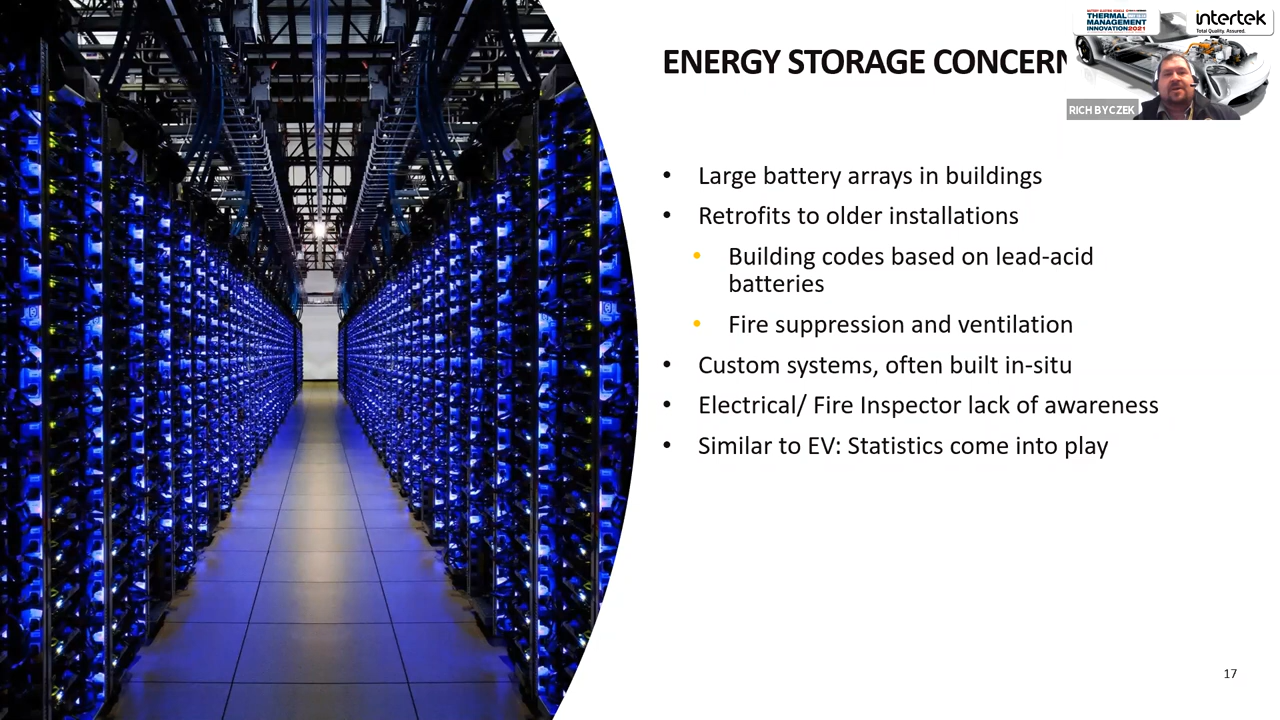 THERMAL
MANAGEMENT
INNOVATION2021
intertek
Total Quality. Assured.
ENERGY STORAGE CONCERN
RICH BYCZEK
• Large battery arrays in buildings
• Retrofits to older installations
• Building codes based on lead-acid
batteries
• Fire suppression and ventilation
• Custom systems, often built in-situ
• Electrical/ Fire Inspector lack of awareness
• Similar to EV: Statistics come into play
17